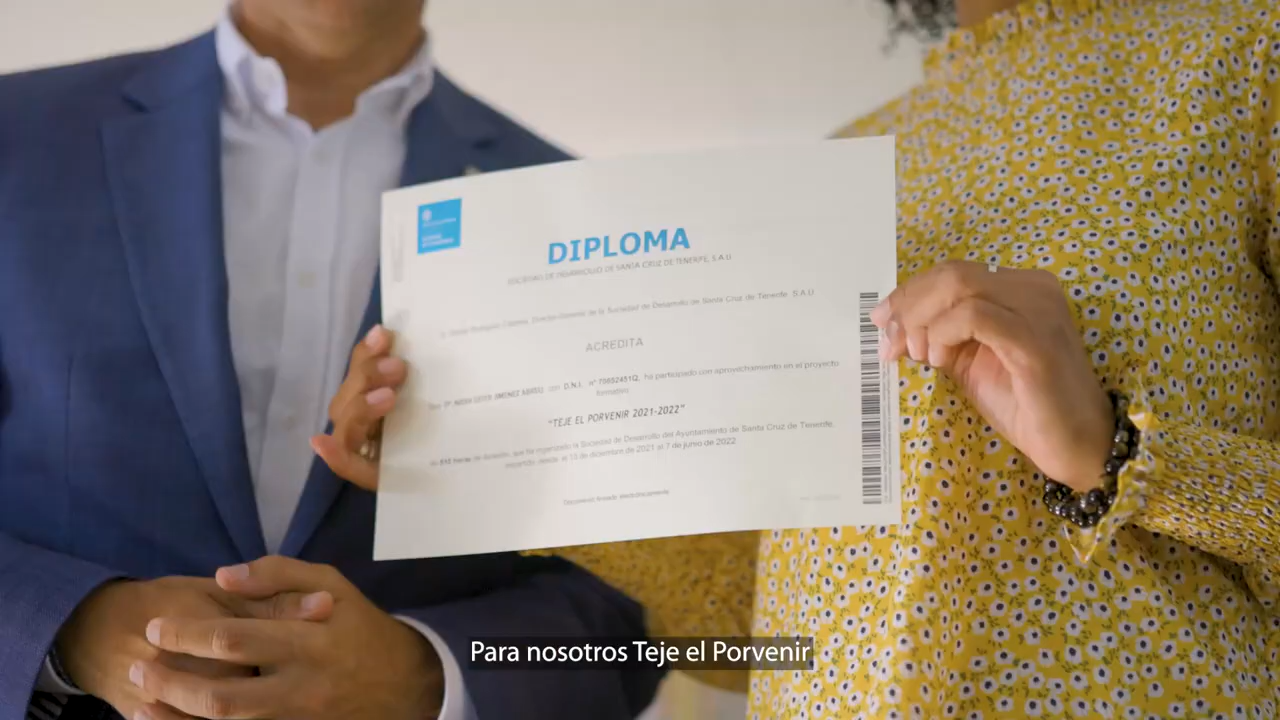 DIPLOMA
SOCIEDAD DE DESARROLLO DE SANTA CRUZ DE TENERIFE, S.A.U
Director-Gerente de la Sociedad de Desarrollo de Santa Cruz de Tenerife, S.A.U
ACREDITA
JIMENEZ con D.N.I. nº ha participado con aprovechamiento en el proyecto
formativo
"TEJE EL PORVENIR 2021-2022"
de horas de duración, que ha organizado la Sociedad de Desarrollo del Ayuntamiento de Santa Cruz de Tenerife,
impartido desde el 13 de diciembre de 2021 al 7 de junio de 2022
Documento firmado electrónicamente
Para nosotros Teje el Porvenir